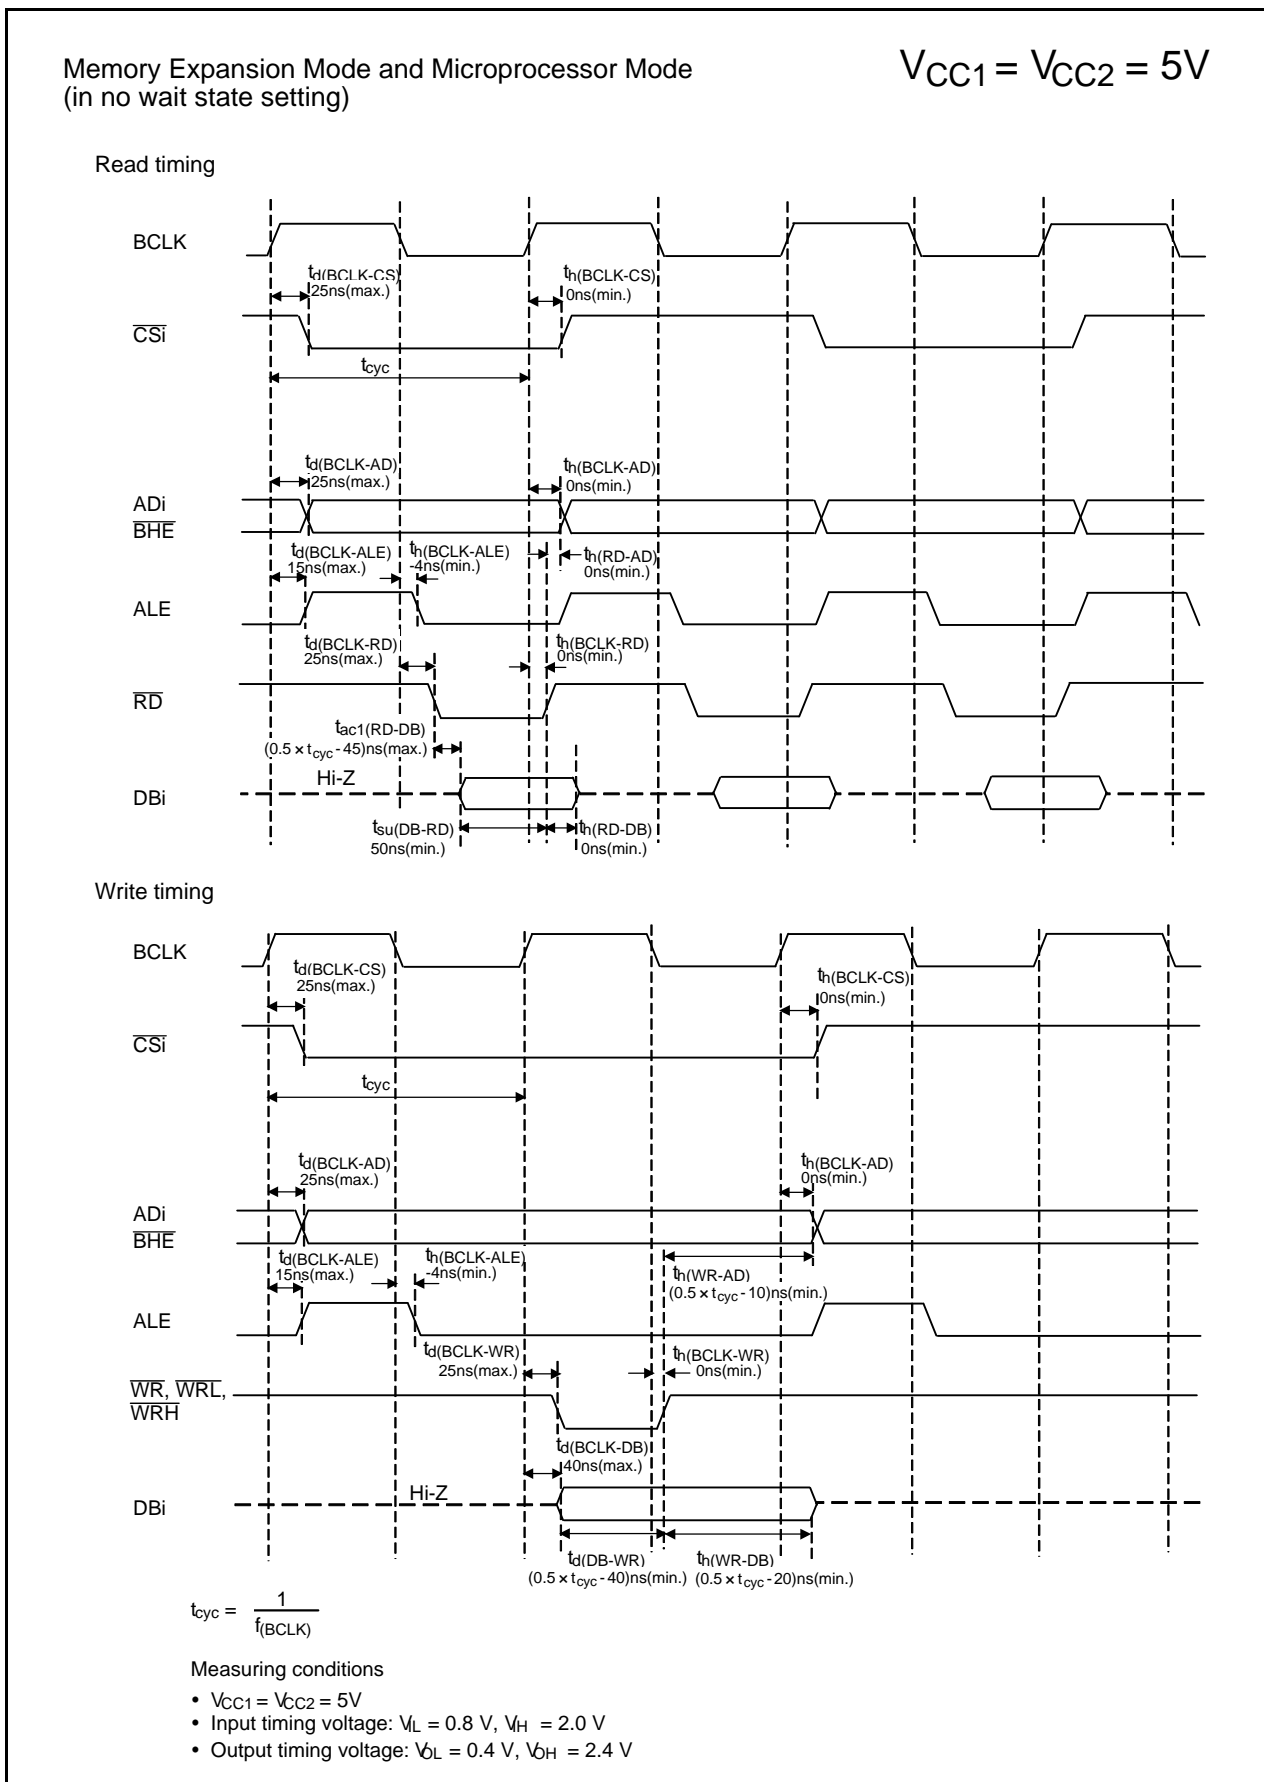 Memory Expansion Mode and Microprocessor Mode
(in no wait state setting)
VCC1 = VCC2 = 5V
Read timing
BCLK
td(BCLK-CS)
25ns(max.)
th(BCLK-CS)
0ns(min.)
CSi
tcyc
td(BCLK-AD)
25ns(max.)
th(BCLK-AD)
0ns(min.)
ADi
BHE
td(BCLK-ALE)
15ns(max.)
th(BCLK-ALE)
-4ns(min.)
th(RD-AD)
0ns(min.)
ALE
td(BCLK-RD)
25ns(max.)
th(BCLK-RD)
0ns(min.)
RD
tac1(RD-DB)
(0.5 × tcyc - 45)ns(max.)
Hi-Z
DBi
tsu(DB-RD)
50ns(min.)
th(RD-DB)
0ns(min.)
Write timing
BCLK
td(BCLK-CS)
25ns(max.)
th(BCLK-CS)
0ns(min.)
CSi
tcyc
td(BCLK-AD)
25ns(max.)
th(BCLK-AD)
0ns(min.)
ADi
BHE
td(BCLK-ALE)
15ns(max.)
th(BCLK-ALE)
-4ns(min.)
th(WR-AD)
(0.5 × tcyc - 10)ns(min.)
ALE
td(BCLK-WR)
25ns(max.)
th(BCLK-WR)
0ns(min.)
WR, WRL,
WRH
td(BCLK-DB)
40ns(max.)
Hi-Z
DBi
td(DB-WR)
(0.5 × tcyc - 40)ns(min.)
th(WR-DB)
(0.5 × tcyc - 20)ns(min.)
tcyc = 1
f(BCLK)
Measuring conditions
• VCC1 = VCC2 = 5V
• Input timing voltage: VIL = 0.8 V, VIH = 2.0 V
• Output timing voltage: VOL = 0.4 V, VOH = 2.4 V